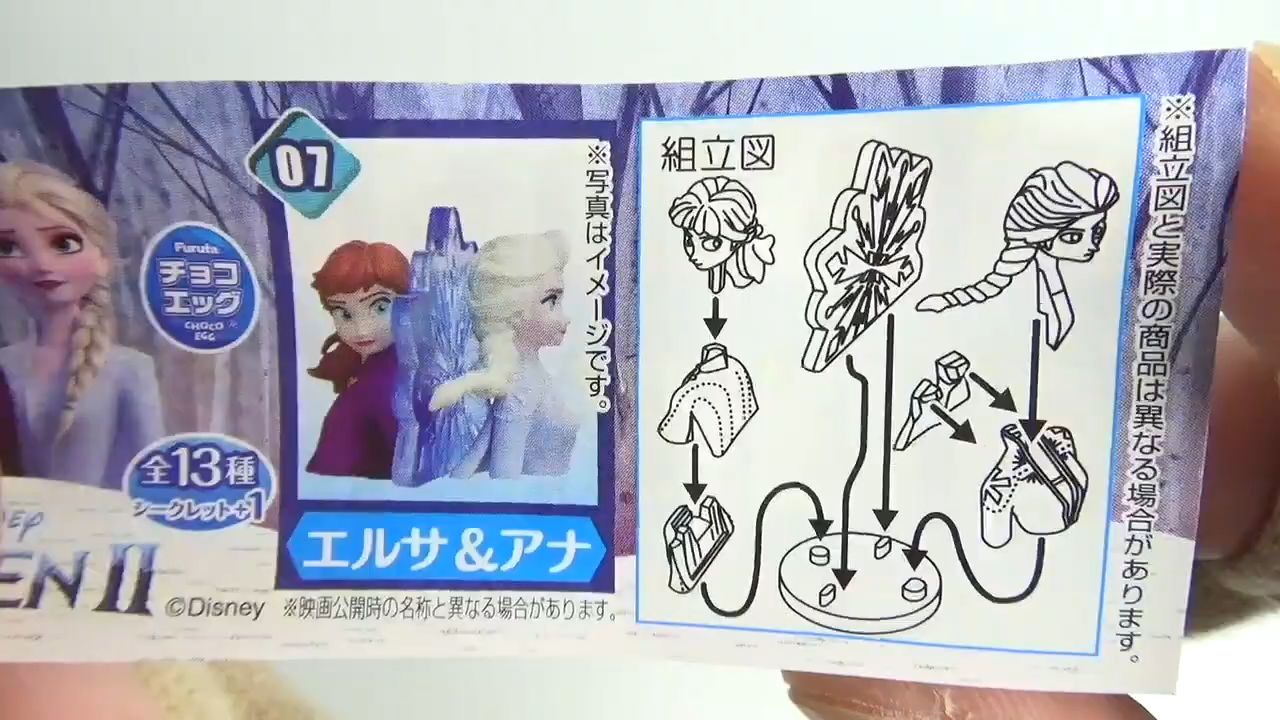 Furuta
チョコ
エッグ
CHOCO
EGG
全13種
シークレット+1
EY
EN II
©Disney
07
※写真はイメージです。
エルサ&アナ
※映画公開時の名称と異なる場合があります。
組立図
※組立図と実際の商品は異なる場合があります。